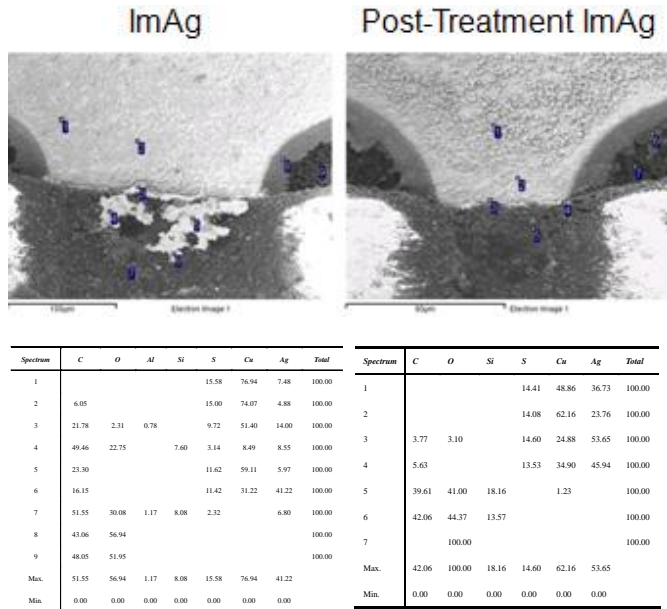 ImAg
Post-Treatment ImAg
100µm
Electron Image 1
Electron Image 1
Spectrum C O Al Si S Cu Ag Total
1 15.58 76.94 7.48 100.00
2 6.05 15.00 74.07 4.88 100.00
3 21.78 2.31 0.78 9.72 51.40 14.00 100.00
4 49.46 22.75 7.60 3.14 8.49 8.55 100.00
5 23.30 11.62 59.11 5.97 100.00
6 16.15 11.42 31.22 41.22 100.00
7 51.55 30.08 1.17 8.08 2.32 6.80 100.00
8 43.06 56.94 100.00
9 48.05 51.95 100.00
Max. 51.55 56.94 1.17 8.08 15.58 76.94 41.22
Min. 0.00 0.00 0.00 0.00 0.00 0.00 0.00
Spectrum C O Si S Cu Ag Total
1 14.41 48.86 36.73 100.00
2 14.08 62.16 23.76 100.00
3 3.77 3.10 14.60 24.88 53.65 100.00
4 5.63 13.53 34.90 45.94 100.00
5 39.61 41.00 18.16 1.23 100.00
6 42.06 44.37 13.57 100.00
7 100.00 100.00
Max. 42.06 100.00 18.16 14.60 62.16 53.65
Min. 0.00 0.00 0.00 0.00 0.00 0.00